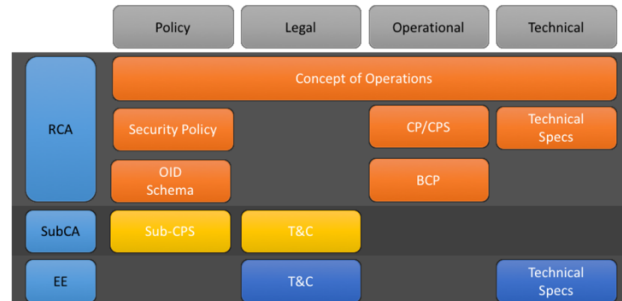 Policy Legal Operational Technical
Concept of Operations
RCA
Security Policy CP/CPS Technical
Specs
OID
Schema
BCP
SubCA Sub-CPS T&C
EE T&C Technical
Specs